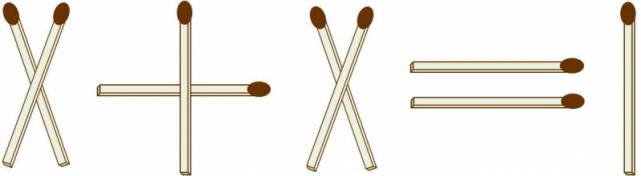 X + X = I